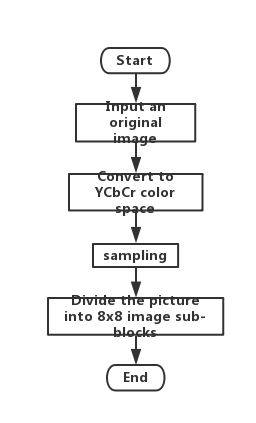 Start
Input an
original
image
Convert to
YCbCr color
space
sampling
Divide the picture
into 8x8 image sub-
blocks
End